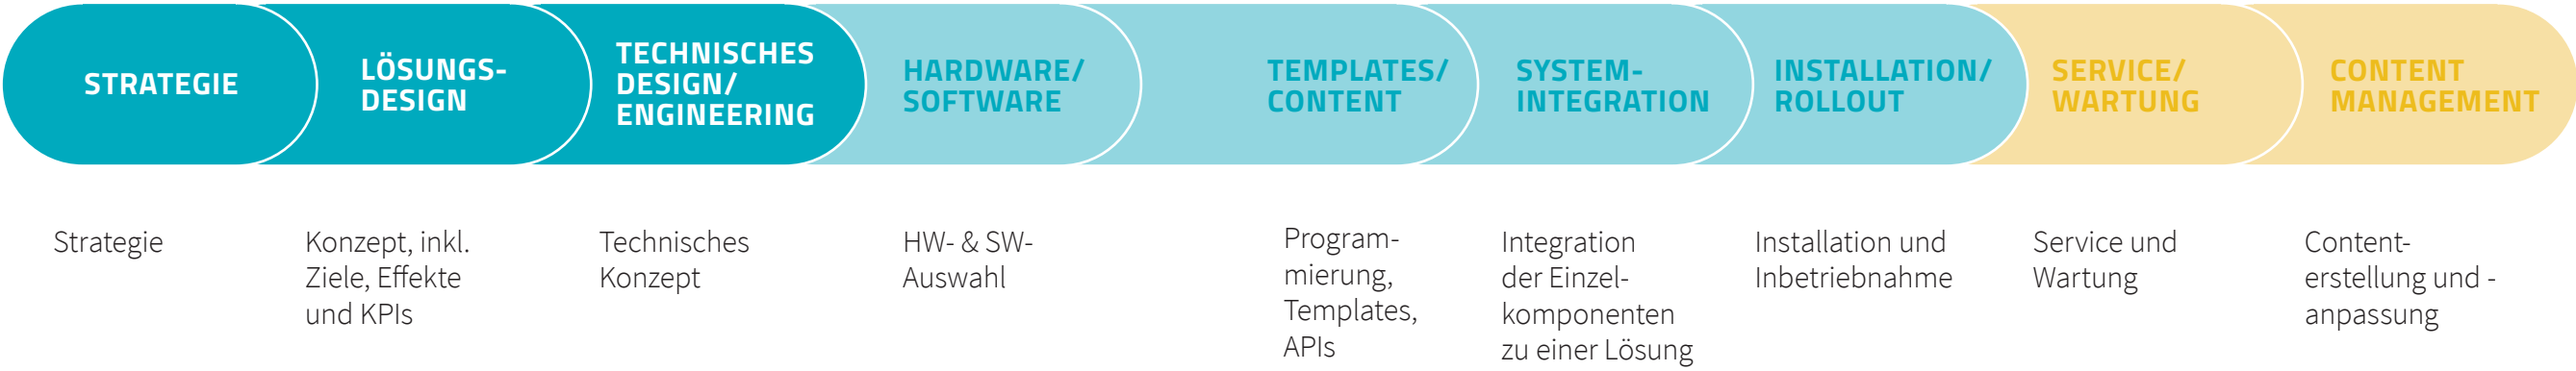 STRATEGIE
LÖSUNGS-
DESIGN
TECHNISCHES
DESIGN/
ENGINEERING
HARDWARE/
SOFTWARE
TEMPLATES/
CONTENT
SYSTEM-
INTEGRATION
INSTALLATION/
ROLLOUT
SERVICE/
WARTUNG
CONTENT
MANAGEMENT
Strategie
Konzept, inkl.
Ziele, Effekte
und KPIs
Technisches
Konzept
HW- & SW-
Auswahl
Program-
mierung,
Templates,
APIs
Integration
der Einzel-
komponenten
zu einer Lösung
Installation und
Inbetriebnahme
Service und
Wartung
Content-
erstellung und -
anpassung